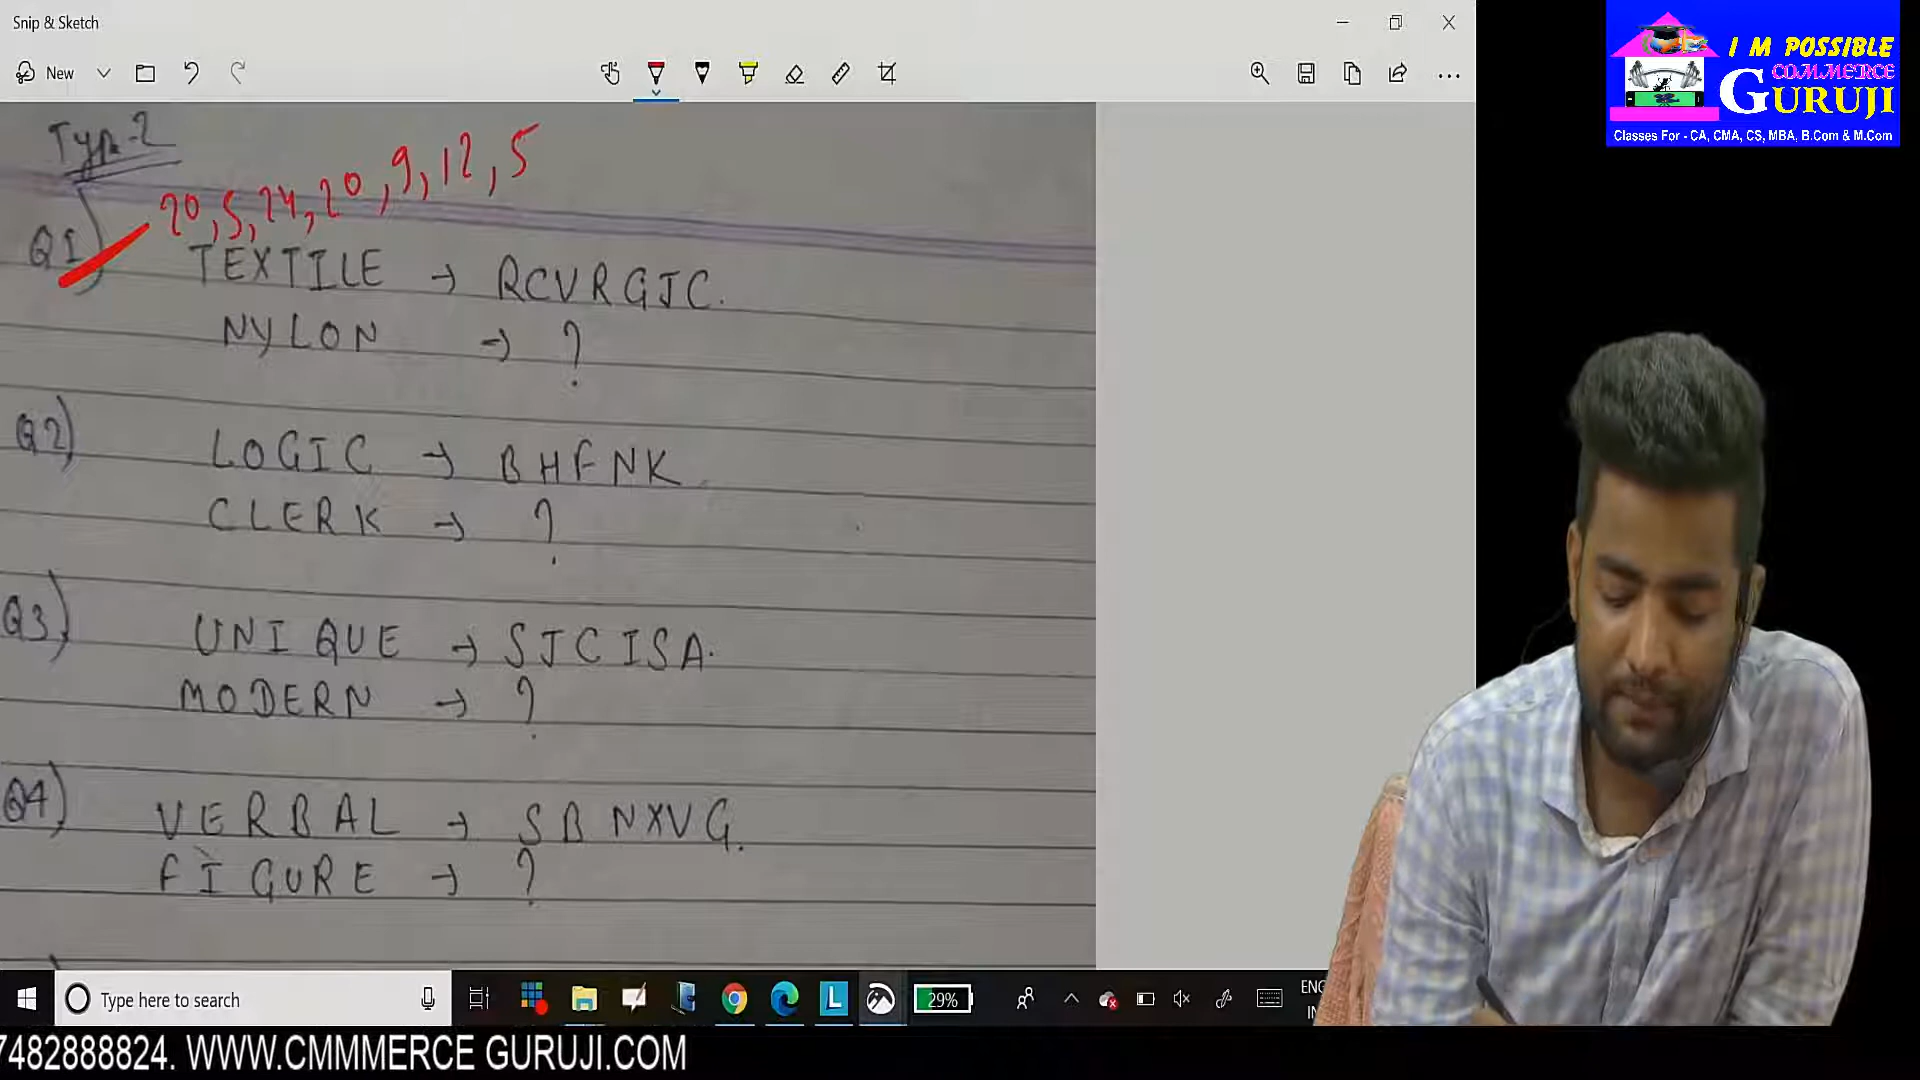 Snip & Sketch
New
I M POSSIBLE
COMMERCE
GURUJI
Classes For - CA, CMA, CS, MBA, B.Com & M.Com
Type-2
20, 5, 24, 20, 9, 12, 5
Q1) TEXTILE → RCVRGJC.
NYLON → ?
Q2) LOGIC → BHFNK
CLERK → ?
Q3) UNIQUE → SJCISA.
MODERN → ?
Q4) VERBAL → SBNXVG.
FIGURE → ?
Type here to search
29%
ENG
IN
7482888824. WWW.CMMMERCE GURUJI.COM